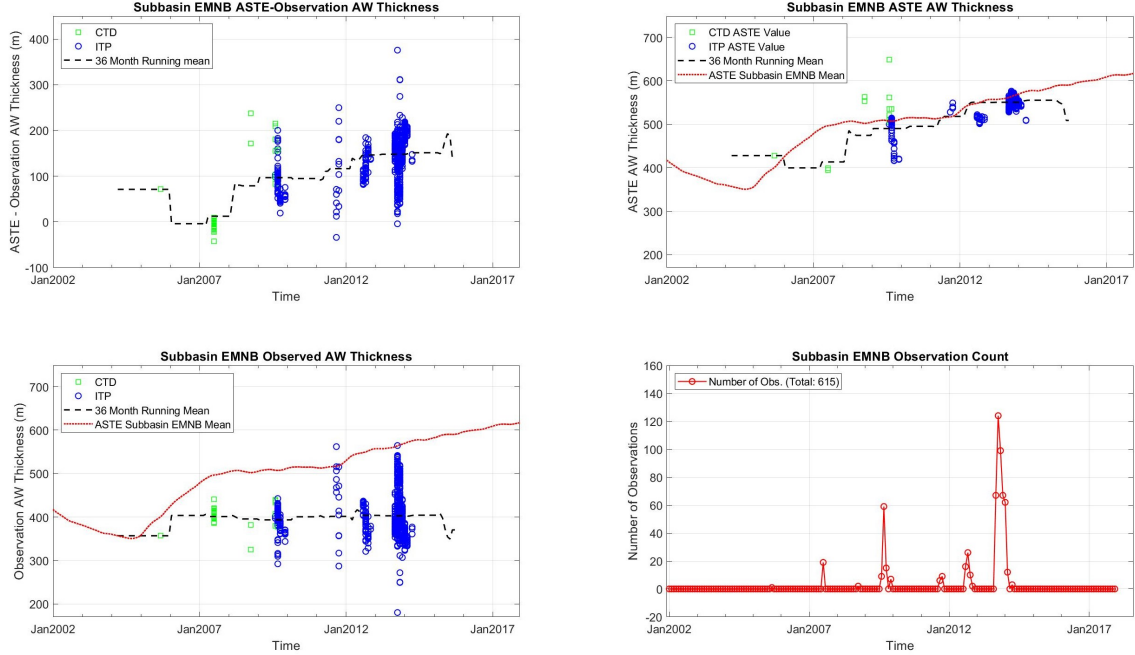 Subbasin EMNB ASTE-Observation AW Thickness
ASTE - Observation AW Thickness (m)
400
300
200
100
0
-100
CTD
ITP
36 Month Running mean
Jan2002
Jan2007
Jan2012
Jan2017
Time
Subbasin EMNB ASTE AW Thickness
ASTE AW Thickness (m)
700
600
500
400
300
200
CTD ASTE Value
ITP ASTE Value
36 Month Running Mean
ASTE Subbasin EMNB Mean
Jan2002
Jan2007
Jan2012
Jan2017
Time
Subbasin EMNB Observed AW Thickness
Observation AW Thickness (m)
700
600
500
400
300
200
CTD
ITP
36 Month Running Mean
ASTE Subbasin EMNB Mean
Jan2002
Jan2007
Jan2012
Jan2017
Time
Subbasin EMNB Observation Count
Number of Observations
160
140
120
100
80
60
40
20
0
-20
Number of Obs. (Total: 615)
Jan2002
Jan2007
Jan2012
Jan2017
Time